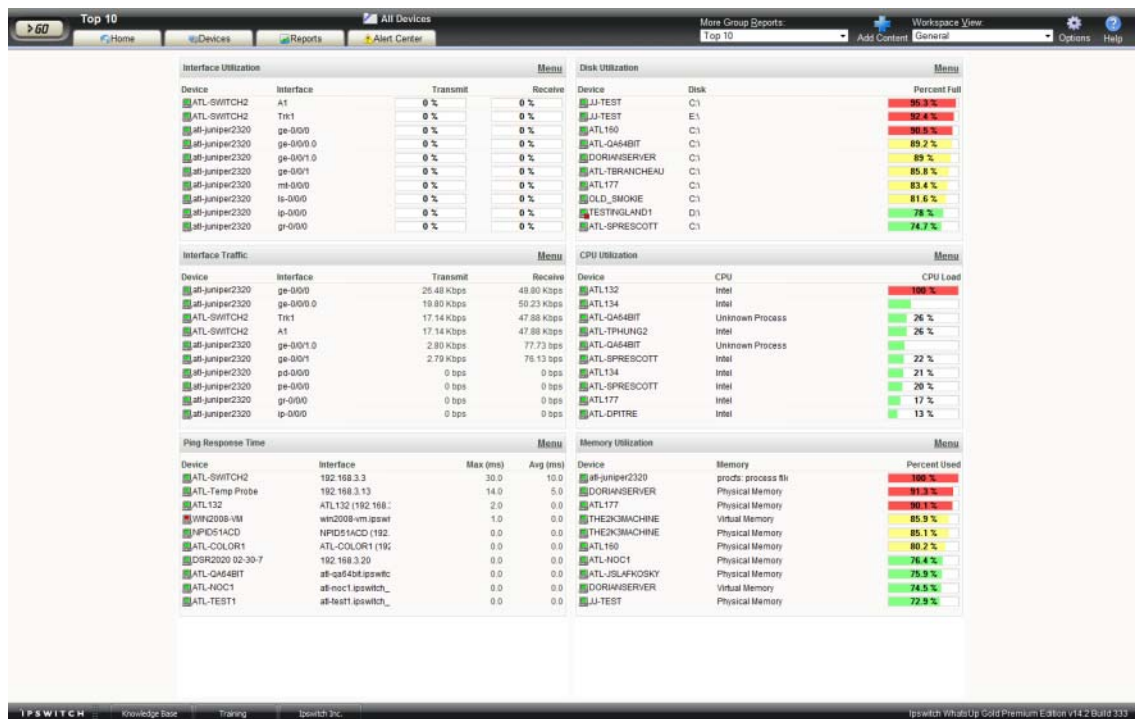 >GO
Top 10
All Devices
More Group Reports:
Workspace View:
Home
Devices
Reports
Alert Center
Top 10
Add Content
General
Options
Help
Interface Utilization Menu
Device Interface Transmit Receive
ATL-SWITCH2 A1 0 % 0 %
ATL-SWITCH2 Trk1 0 % 0 %
atl-juniper2320 ge-0/0/0 0 % 0 %
atl-juniper2320 ge-0/0/0.0 0 % 0 %
atl-juniper2320 ge-0/0/1.0 0 % 0 %
atl-juniper2320 ge-0/0/1 0 % 0 %
atl-juniper2320 mt-0/0/0 0 % 0 %
atl-juniper2320 ls-0/0/0 0 % 0 %
atl-juniper2320 ip-0/0/0 0 % 0 %
atl-juniper2320 gr-0/0/0 0 % 0 %
Disk Utilization Menu
Device Disk Percent Full
JJ-TEST C:\ 95.3 %
JJ-TEST E:\ 92.4 %
ATL160 C:\ 90.5 %
ATL-QA64BIT C:\ 89.2 %
DORIANSERVER C:\ 89 %
ATL-TBRANCHEAU C:\ 85.8 %
ATL177 C:\ 83.4 %
OLD_SMOKIE C:\ 81.6 %
TESTINGLAND1 D:\ 78 %
ATL-SPRESCOTT C:\ 74.7 %
Interface Traffic Menu
Device Interface Transmit Receive
atl-juniper2320 ge-0/0/0 26.48 Kbps 49.80 Kbps
atl-juniper2320 ge-0/0/0.0 19.80 Kbps 50.23 Kbps
ATL-SWITCH2 Trk1 17.14 Kbps 47.88 Kbps
ATL-SWITCH2 A1 17.14 Kbps 47.88 Kbps
atl-juniper2320 ge-0/0/1.0 2.80 Kbps 77.73 bps
atl-juniper2320 ge-0/0/1 2.79 Kbps 76.13 bps
atl-juniper2320 pd-0/0/0 0 bps 0 bps
atl-juniper2320 pe-0/0/0 0 bps 0 bps
atl-juniper2320 gr-0/0/0 0 bps 0 bps
atl-juniper2320 ip-0/0/0 0 bps 0 bps
CPU Utilization Menu
Device CPU CPU Load
ATL132 Intel 100 %
ATL134 Intel
ATL-QA64BIT Unknown Process 26 %
ATL-TPHUNG2 Intel 26 %
ATL-QA64BIT Unknown Process
ATL-SPRESCOTT Intel 22 %
ATL134 Intel 21 %
ATL-SPRESCOTT Intel 20 %
ATL177 Intel 17 %
ATL-DPITRE Intel 13 %
Ping Response Time Menu
Device Interface Max (ms) Avg (ms)
ATL-SWITCH2 192.168.3.3 30.0 10.0
ATL-Temp Probe 192.168.3.13 14.0 5.0
ATL132 ATL132 (192.168.: 2.0 0.0
WIN2008-VM win2008-vm.ipswi 1.0 0.0
NPID51ACD NPID51ACD (192. 0.0 0.0
ATL-COLOR1 ATL-COLOR1 (192 0.0 0.0
DSR2020 02-30-7 192.168.3.20 0.0 0.0
ATL-QA64BIT atl-qa64bit.ipswitc 0.0 0.0
ATL-NOC1 atl-noc1.ipswitch_ 0.0 0.0
ATL-TEST1 atl-test1.ipswitch_ 0.0 0.0
Memory Utilization Menu
Device Memory Percent Used
atl-juniper2320 procfs: process file 100 %
DORIANSERVER Physical Memory 91.3 %
ATL177 Physical Memory 90.1 %
THE2K3MACHINE Virtual Memory 85.9 %
THE2K3MACHINE Physical Memory 85.1 %
ATL160 Physical Memory 80.2 %
ATL-NOC1 Physical Memory 76.4 %
ATL-JSLAFKOSKY Physical Memory 75.9 %
DORIANSERVER Virtual Memory 74.5 %
JJ-TEST Physical Memory 72.9 %
IPSWITCH
Knowledge Base
Training
Ipswitch Inc.
Ipswitch WhatsUp Gold Premium Edition v14.2 Build 333